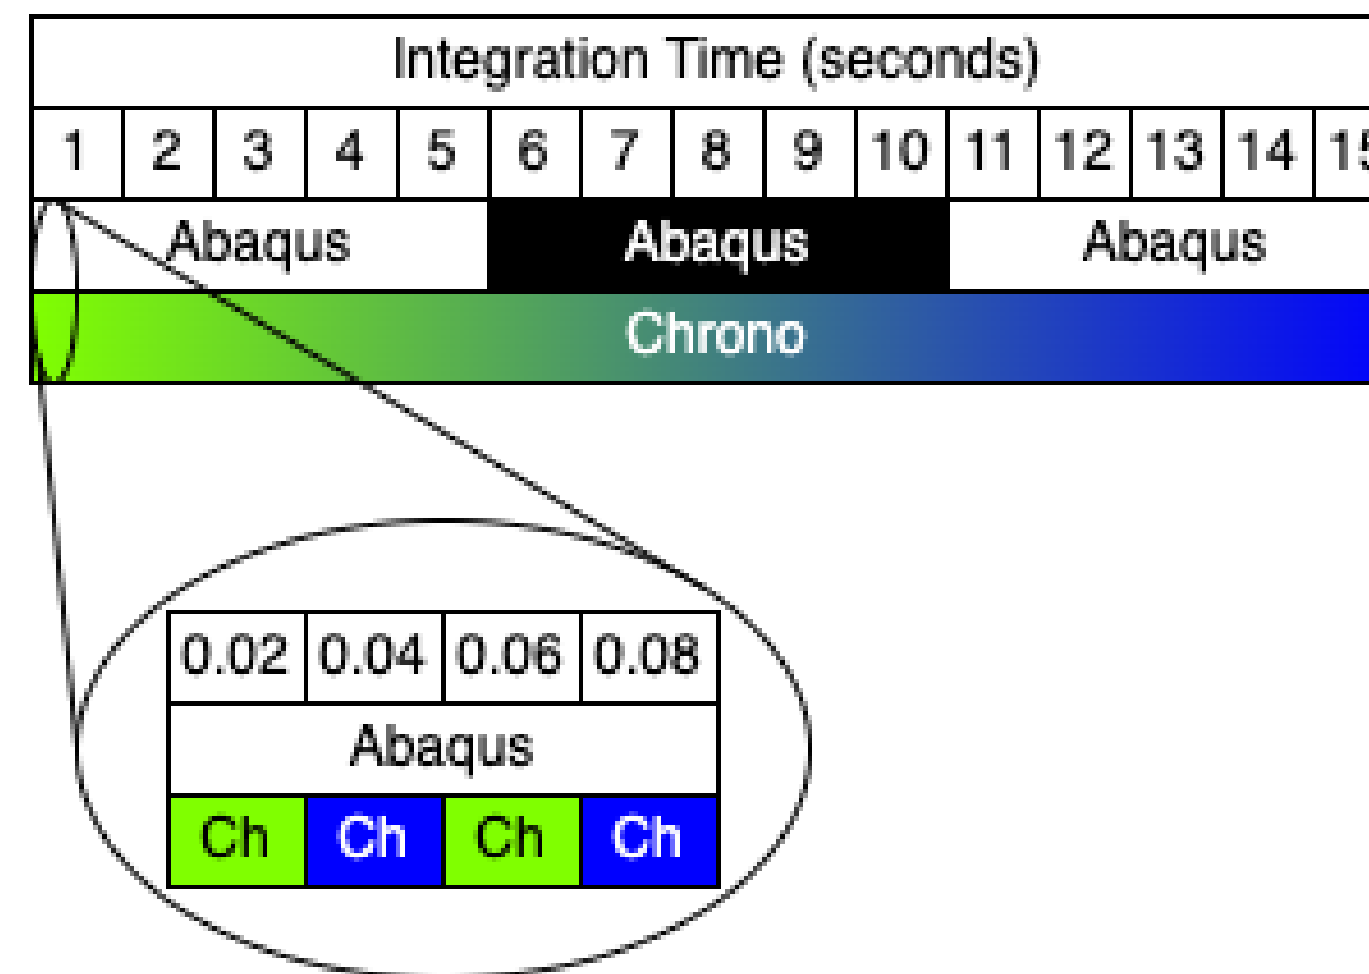 Integration Time (seconds)
1 2 3 4 5 6 7 8 9 10 11 12 13 14 15
Abaqus Abaqus Abaqus
Chrono
0.02 0.04 0.06 0.08
Abaqus
Ch Ch Ch Ch